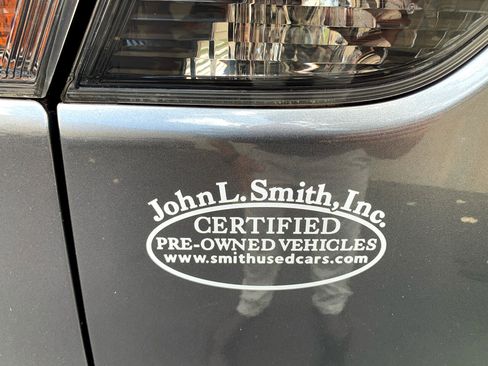 John L. Smith, Inc.
CERTIFIED
PRE-OWNED VEHICLES
www.smithusedcars.com